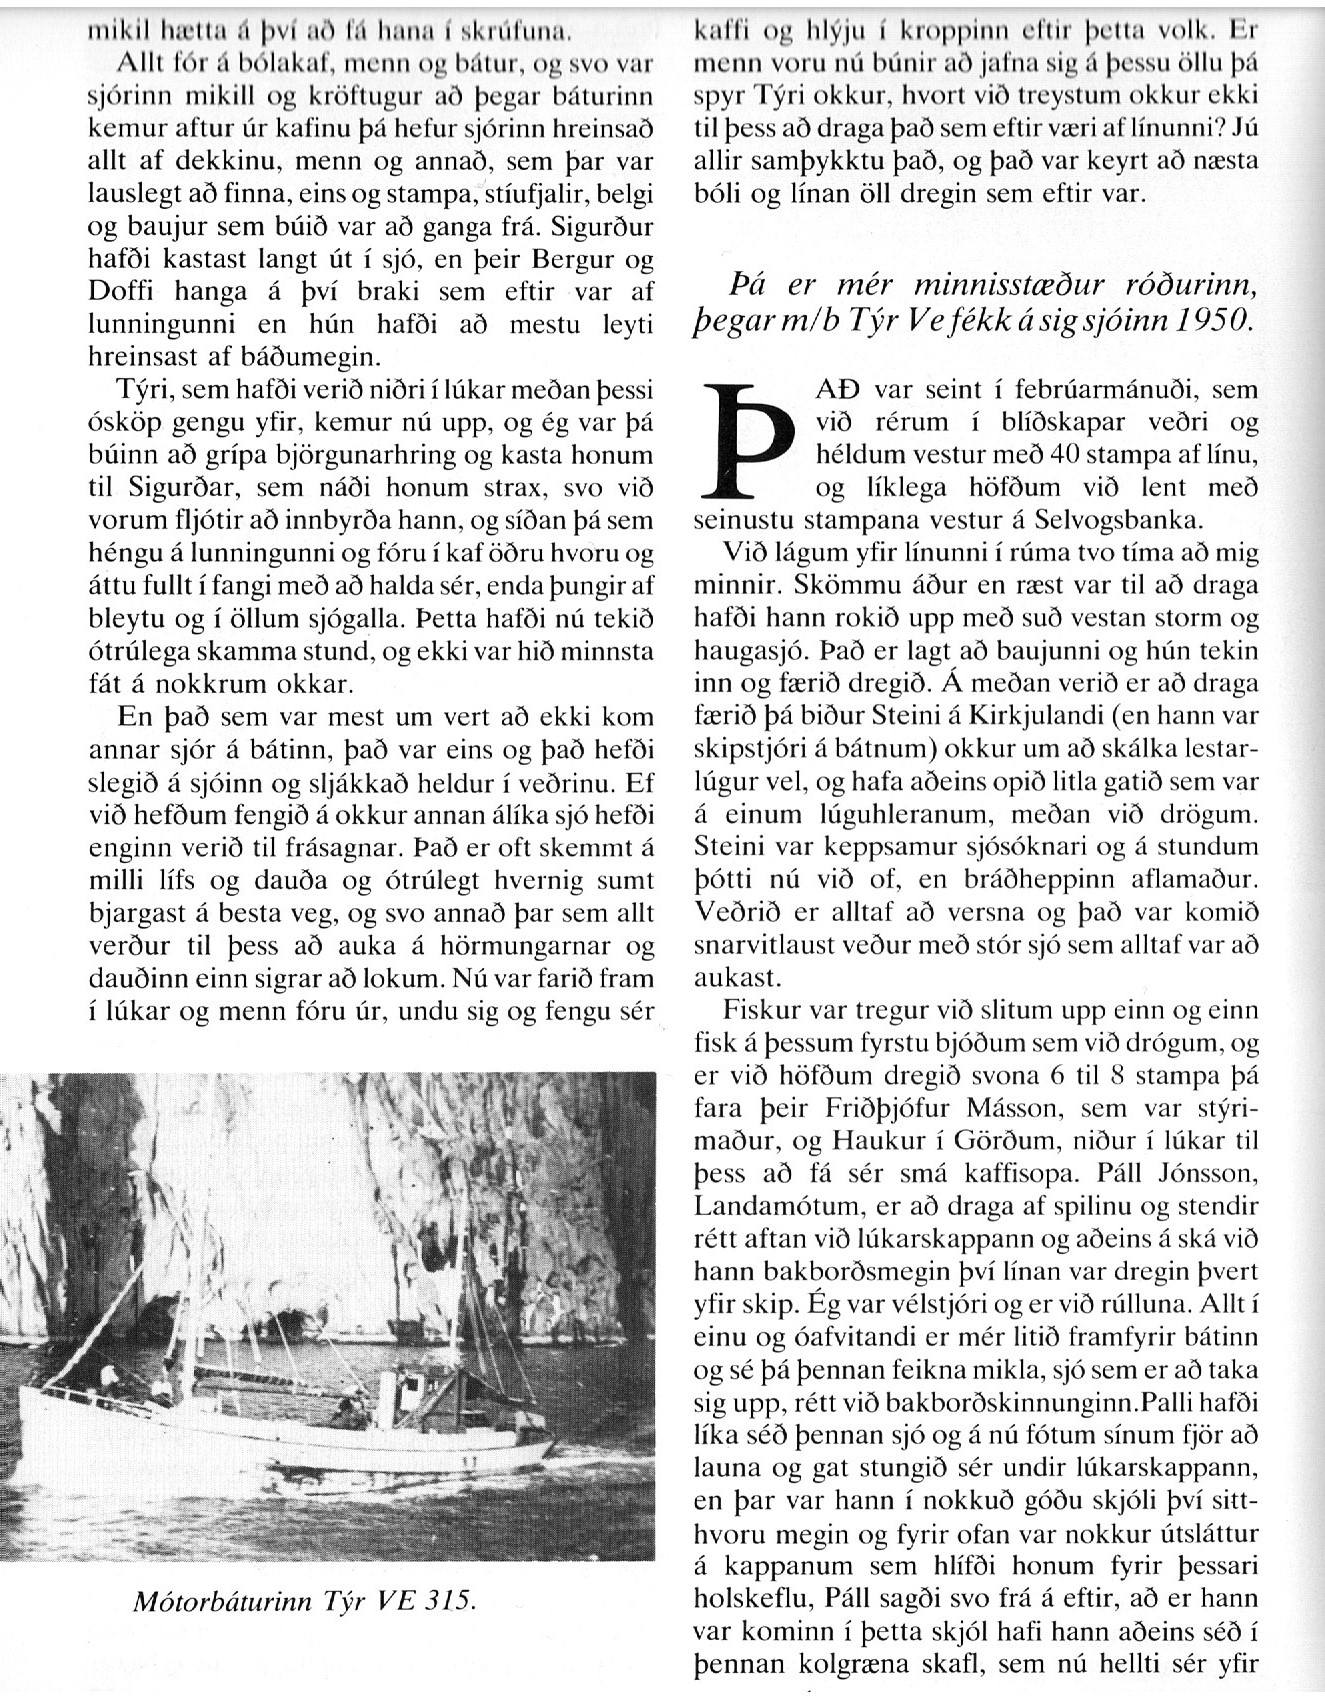 mikil hætta á því að fá hana í skrúfuna.
Allt fór á bólakaf, menn og bátur, og svo var
sjórinn mikill og kröftugur að þegar báturinn
kemur aftur úr kafinu þá hefur sjórinn hreinsað
allt af dekkinu, menn og annað, sem þar var
lauslegt að finna, eins og stampa, stíufjalir, belgi
og baujur sem búið var að ganga frá. Sigurður
hafði kastast langt út í sjó, en þeir Bergur og
Doffi hanga á því braki sem eftir var af
lunningunni en hún hafði að mestu leyti
hreinsast af báðumegin.
Týri, sem hafði verið niðri í lúkar meðan þessi
ósköp gengu yfir, kemur nú upp, og ég var þá
búinn að grípa björgunarhring og kasta honum
til Sigurðar, sem náði honum strax, svo við
vorum fljótir að innbyrða hann, og síðan þá sem
héngu á lunningunni og fóru í kaf öðru hvoru og
áttu fullt í fangi með að halda sér, enda þungir af
bleytu og í öllum sjógalla. Þetta hafði nú tekið
ótrúlega skamma stund, og ekki var hið minnsta
fát á nokkrum okkar.
En það sem var mest um vert að ekki kom
annar sjór á bátinn, það var eins og það hefði
slegið á sjóinn og sljákkað heldur í veðrinu. Ef
við hefðum fengið á okkur annan álíka sjó hefði
enginn verið til frásagnar. Það er oft skemmt á
milli lífs og dauða og ótrúlegt hvernig sumt
bjargast á besta veg, og svo annað þar sem allt
verður til þess að auka á hörmungarnar og
dauðinn einn sigrar að lokum. Nú var farið fram
í lúkar og menn fóru úr, undu sig og fengu sér
Mótorbáturinn Týr VE 315.
kaffi og hlýju í kroppinn eftir þetta volk. Er
menn voru nú búnir að jafna sig á þessu öllu þá
spyr Týri okkur, hvort við treystum okkur ekki
til þess að draga það sem eftir væri af línunni? Jú
allir samþykktu það, og það var keyrt að næsta
bóli og línan öll dregin sem eftir var.
Þá er mér minnisstæður róðurinn,
þegar m/b Týr Ve fékk á sig sjóinn 1950.
ÞAÐ var seint í febrúarmánuði, sem
við rérum í blíðskapar veðri og
héldum vestur með 40 stampa af línu,
og líklega höfðum við lent með
seinustu stampana vestur á Selvogsbanka.
Við lágum yfir línunni í rúma tvo tíma að mig
minnir. Skömmu áður en ræst var til að draga
hafði hann rokið upp með suð vestan storm og
haugasjó. Það er lagt að baujunni og hún tekin
inn og færið dregið. Á meðan verið er að draga
færið þá biður Steini á Kirkjulandi (en hann var
skipstjóri á bátnum) okkur um að skálka lestar-
lúgur vel, og hafa aðeins opið litla gatið sem var
á einum lúguhleranum, meðan við drögum.
Steini var keppsamur sjósóknari og á stundum
þótti nú við of, en bráðheppinn aflamaður.
Veðrið er alltaf að versna og það var komið
snarvitlaust veður með stór sjó sem alltaf var að
aukast.
Fiskur var tregur við slitum upp einn og einn
fisk á þessum fyrstu bjóðum sem við drógum, og
er við höfðum dregið svona 6 til 8 stampa þá
fara þeir Friðþjófur Másson, sem var stýri-
maður, og Haukur í Görðum, niður í lúkar til
þess að fá sér smá kaffisopa. Páll Jónsson,
Landamótum, er að draga af spilinu og stendir
rétt aftan við lúkarskappann og aðeins á ská við
hann bakborðsmegin því línan var dregin þvert
yfir skip. Ég var vélstjóri og er við rúlluna. Allt í
einu og óafvitandi er mér litið framfyrir bátinn
og sé þá þennan feikna mikla, sjó sem er að taka
sig upp, rétt við bakborðskinnunginn.Palli hafði
líka séð þennan sjó og á nú fótum sínum fjör að
launa og gat stungið sér undir lúkarskappann,
en þar var hann í nokkuð góðu skjóli því sitt-
hvoru megin og fyrir ofan var nokkur útsláttur
á kappanum sem hlífði honum fyrir þessari
holskeflu, Páll sagði svo frá á eftir, að er hann
var kominn í þetta skjól hafi hann aðeins séð í
þennan kolgræna skafl, sem nú hellti sér yfir